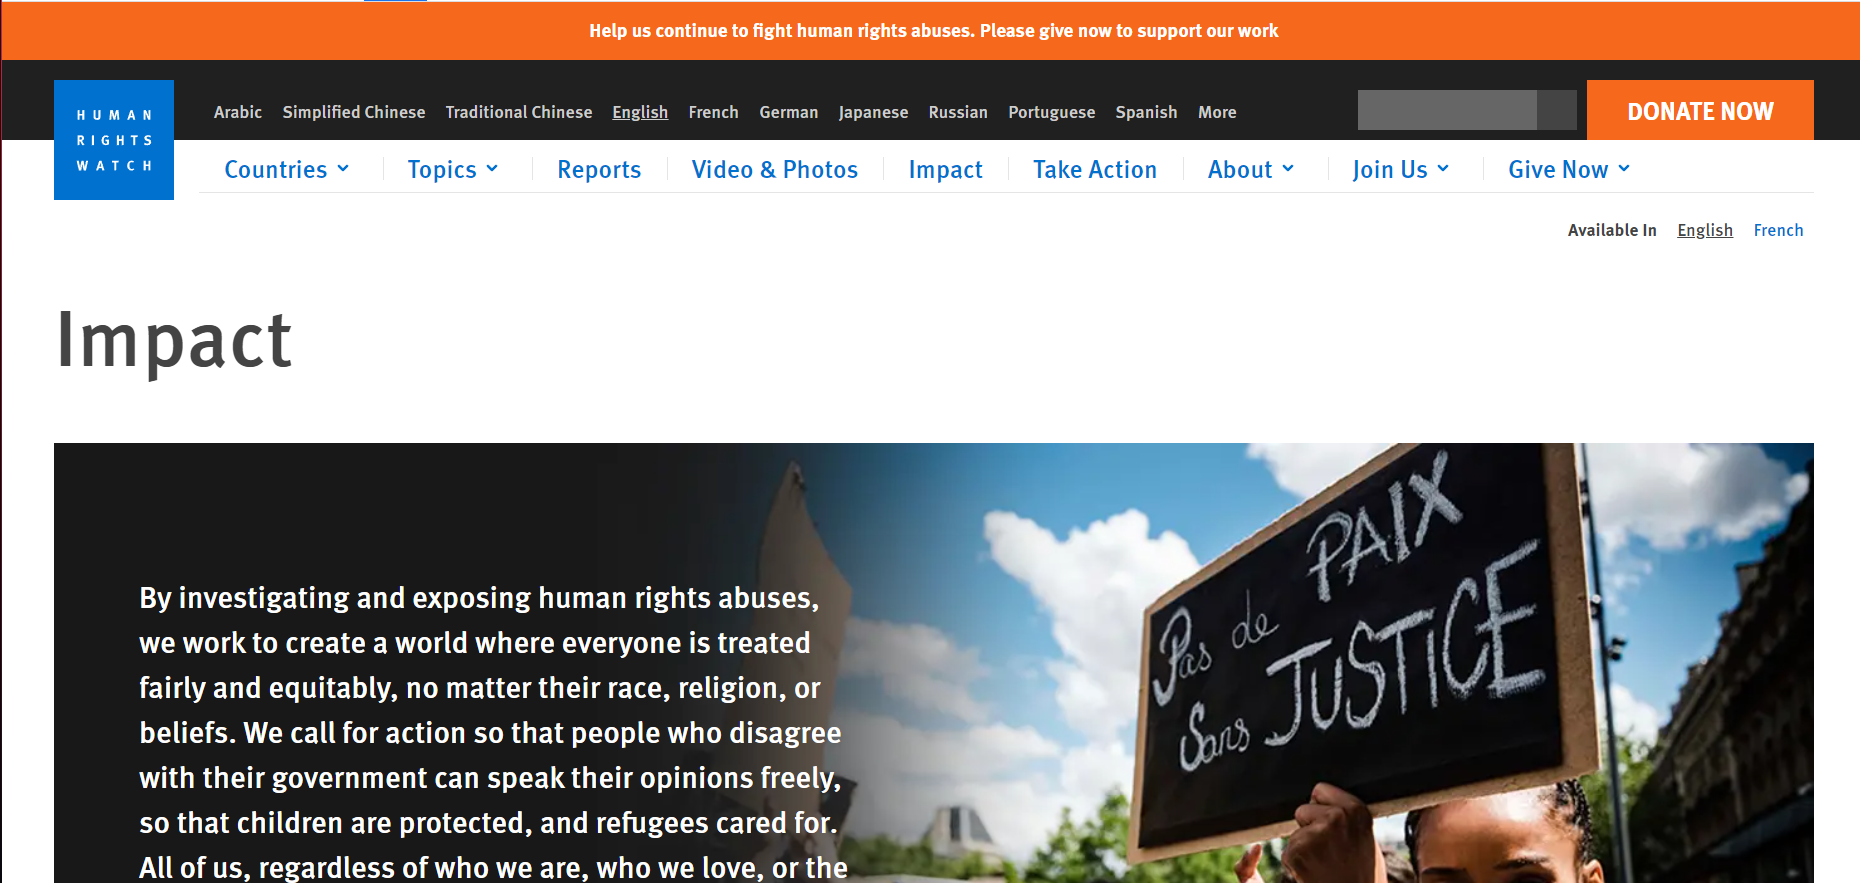 Help us continue to fight human rights abuses. Please give now to support our work
HUMAN
RIGHTS
WATCH
Arabic Simplified Chinese Traditional Chinese English French German Japanese Russian Portuguese Spanish More
DONATE NOW
Countries Topics Reports Video & Photos Impact Take Action About Join Us Give Now
Available In English French
Impact
By investigating and exposing human rights abuses,
we work to create a world where everyone is treated
fairly and equitably, no matter their race, religion, or
beliefs. We call for action so that people who disagree
with their government can speak their opinions freely,
so that children are protected, and refugees cared for.
All of us, regardless of who we are, who we love, or the
Pas de PAIX
Sans JUSTICE